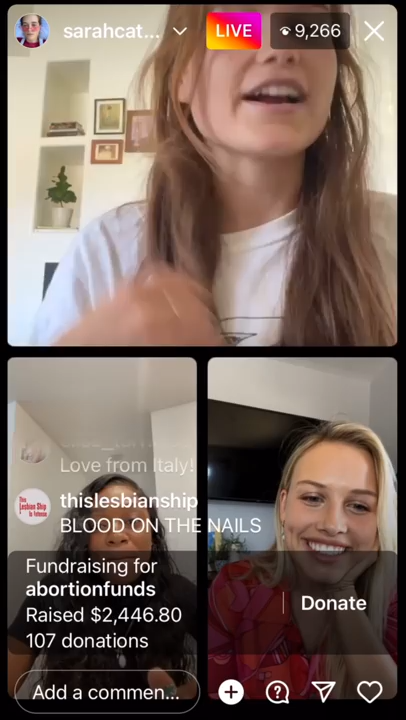 sarahcat...
LIVE
9,266
Love from Italy!
thislesbianship
BLOOD ON THE NAILS
Fundraising for
abortionfunds
Raised $2,446.80
107 donations
Donate
Add a commen...